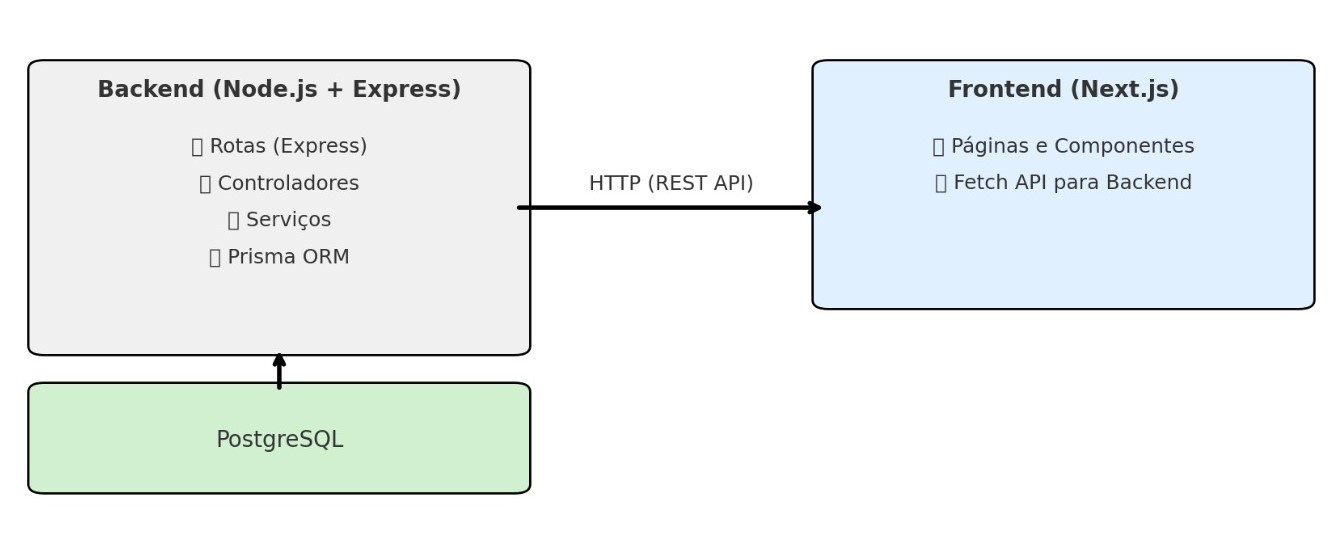 Backend (Node.js + Express)
Rotas (Express)
Controladores
Serviços
Prisma ORM
HTTP (REST API)
Frontend (Next.js)
Páginas e Componentes
Fetch API para Backend
PostgreSQL